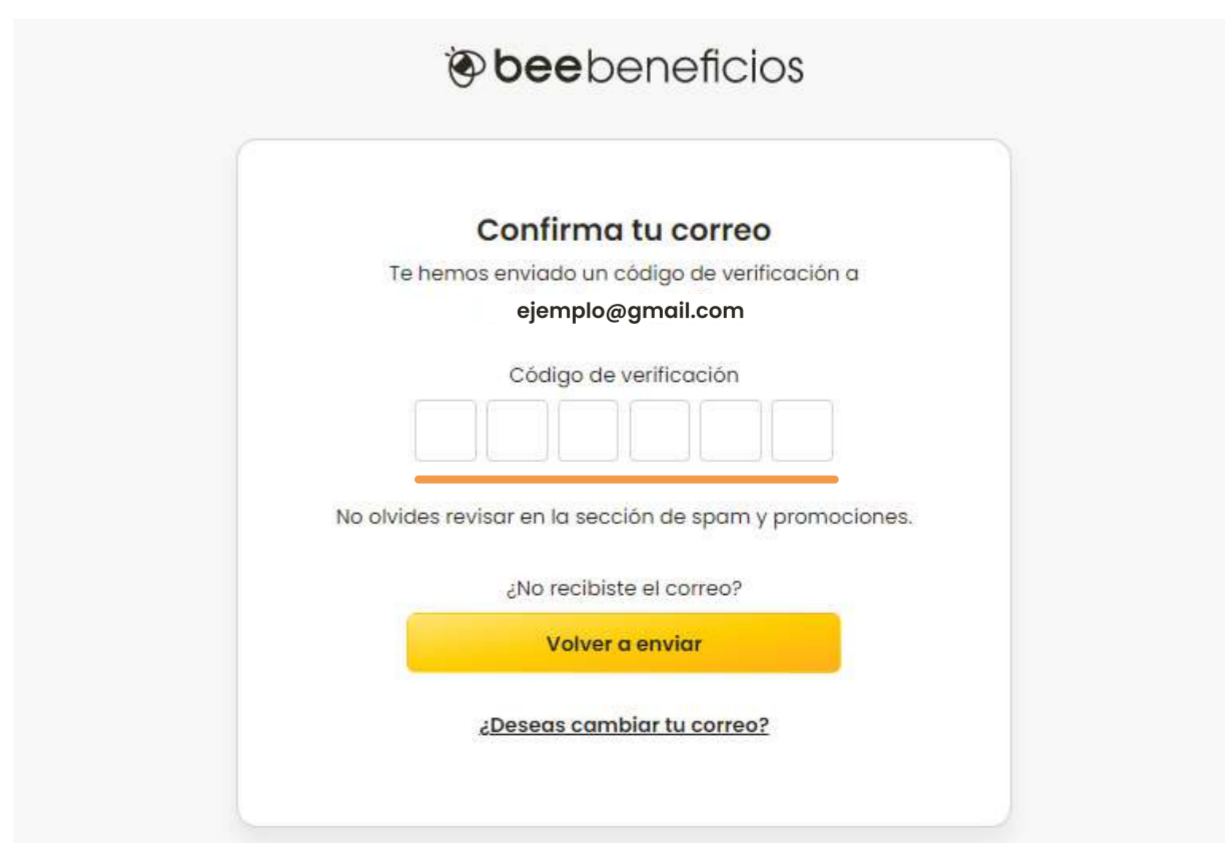 beebeneficios
Confirma tu correo
Te hemos enviado un código de verificación a
ejemplo@gmail.com
Código de verificación
No olvides revisar en la sección de spam y promociones.
¿No recibiste el correo?
Volver a enviar
¿Deseas cambiar tu correo?